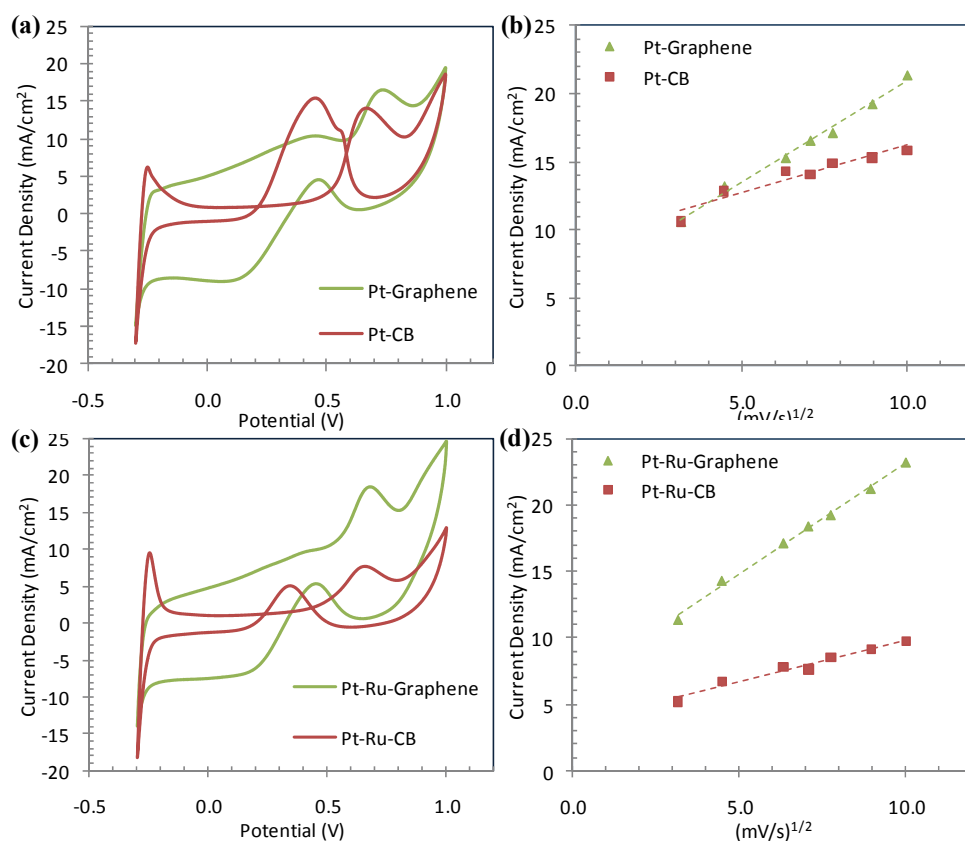 (a)
25
20
15
10
5
0
-5
-10
-15
-20
Current Density (mA/cm2)
Pt-Graphene
Pt-CB
-0.5 0.0 0.5 1.0
Potential (V)
(b)
25
20
15
10
5
0
Current Density (mA/cm2)
Pt-Graphene
Pt-CB
0.0 5.0 10.0
(mV/s)1/2
(c)
25
20
15
10
5
0
-5
-10
-15
-20
Current Density (mA/cm2)
Pt-Ru-Graphene
Pt-Ru-CB
-0.5 0.0 0.5 1.0
Potential (V)
(d)
25
20
15
10
5
0
Current Density (mA/cm2)
Pt-Ru-Graphene
Pt-Ru-CB
0.0 5.0 10.0
(mV/s)1/2